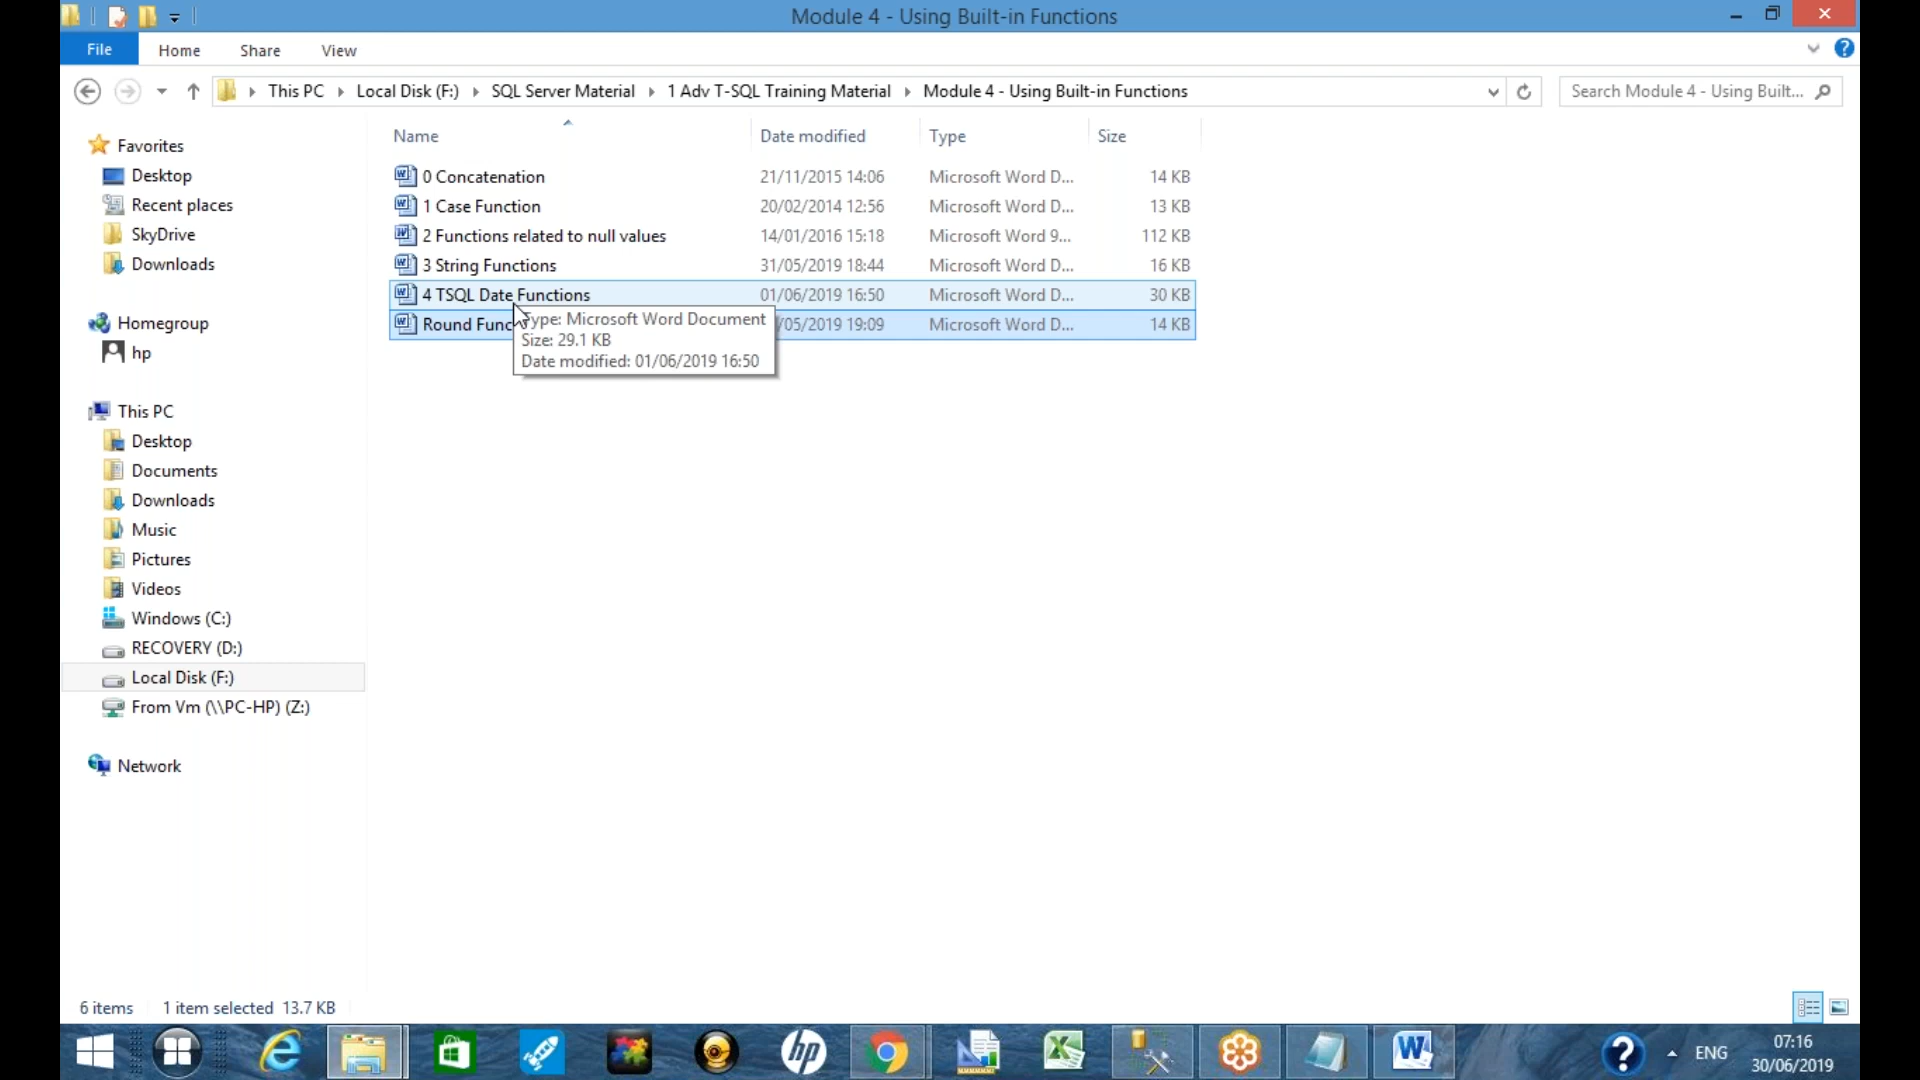 Module 4 - Using Built-in Functions
File Home Share View
This PC Local Disk (F:) SQL Server Material 1 Adv T-SQL Training Material Module 4 - Using Built-in Functions
Search Module 4 - Using Built...
Name Date modified Type Size
0 Concatenation 21/11/2015 14:06 Microsoft Word D... 14 KB
1 Case Function 20/02/2014 12:56 Microsoft Word D... 13 KB
2 Functions related to null values 14/01/2016 15:18 Microsoft Word 9... 112 KB
3 String Functions 31/05/2019 18:44 Microsoft Word D... 16 KB
4 TSQL Date Functions 01/06/2019 16:50 Microsoft Word D... 30 KB
Round Func /05/2019 19:09 Microsoft Word D... 14 KB
Type: Microsoft Word Document
Size: 29.1 KB
Date modified: 01/06/2019 16:50
Favorites
Desktop
Recent places
SkyDrive
Downloads
Homegroup
hp
This PC
Desktop
Documents
Downloads
Music
Pictures
Videos
Windows (C:)
RECOVERY (D:)
Local Disk (F:)
From Vm (\\PC-HP) (Z:)
Network
6 items 1 item selected 13.7 KB
ENG
07:16
30/06/2019